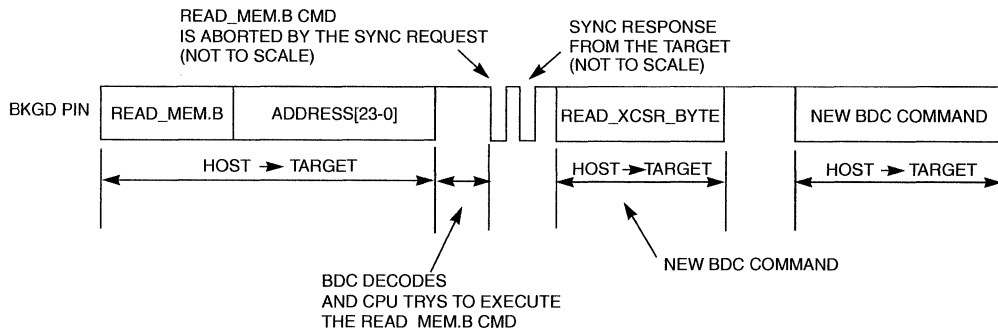 READ_MEM.B CMD
IS ABORTED BY THE SYNC REQUEST
(NOT TO SCALE)
SYNC RESPONSE
FROM THE TARGET
(NOT TO SCALE)
BKGD PIN
READ_MEM.B
ADDRESS[23-0]
READ_XCSR_BYTE
NEW BDC COMMAND
HOST → TARGET
HOST → TARGET
HOST → TARGET
BDC DECODES
AND CPU TRYS TO EXECUTE
THE READ_MEM.B CMD
NEW BDC COMMAND